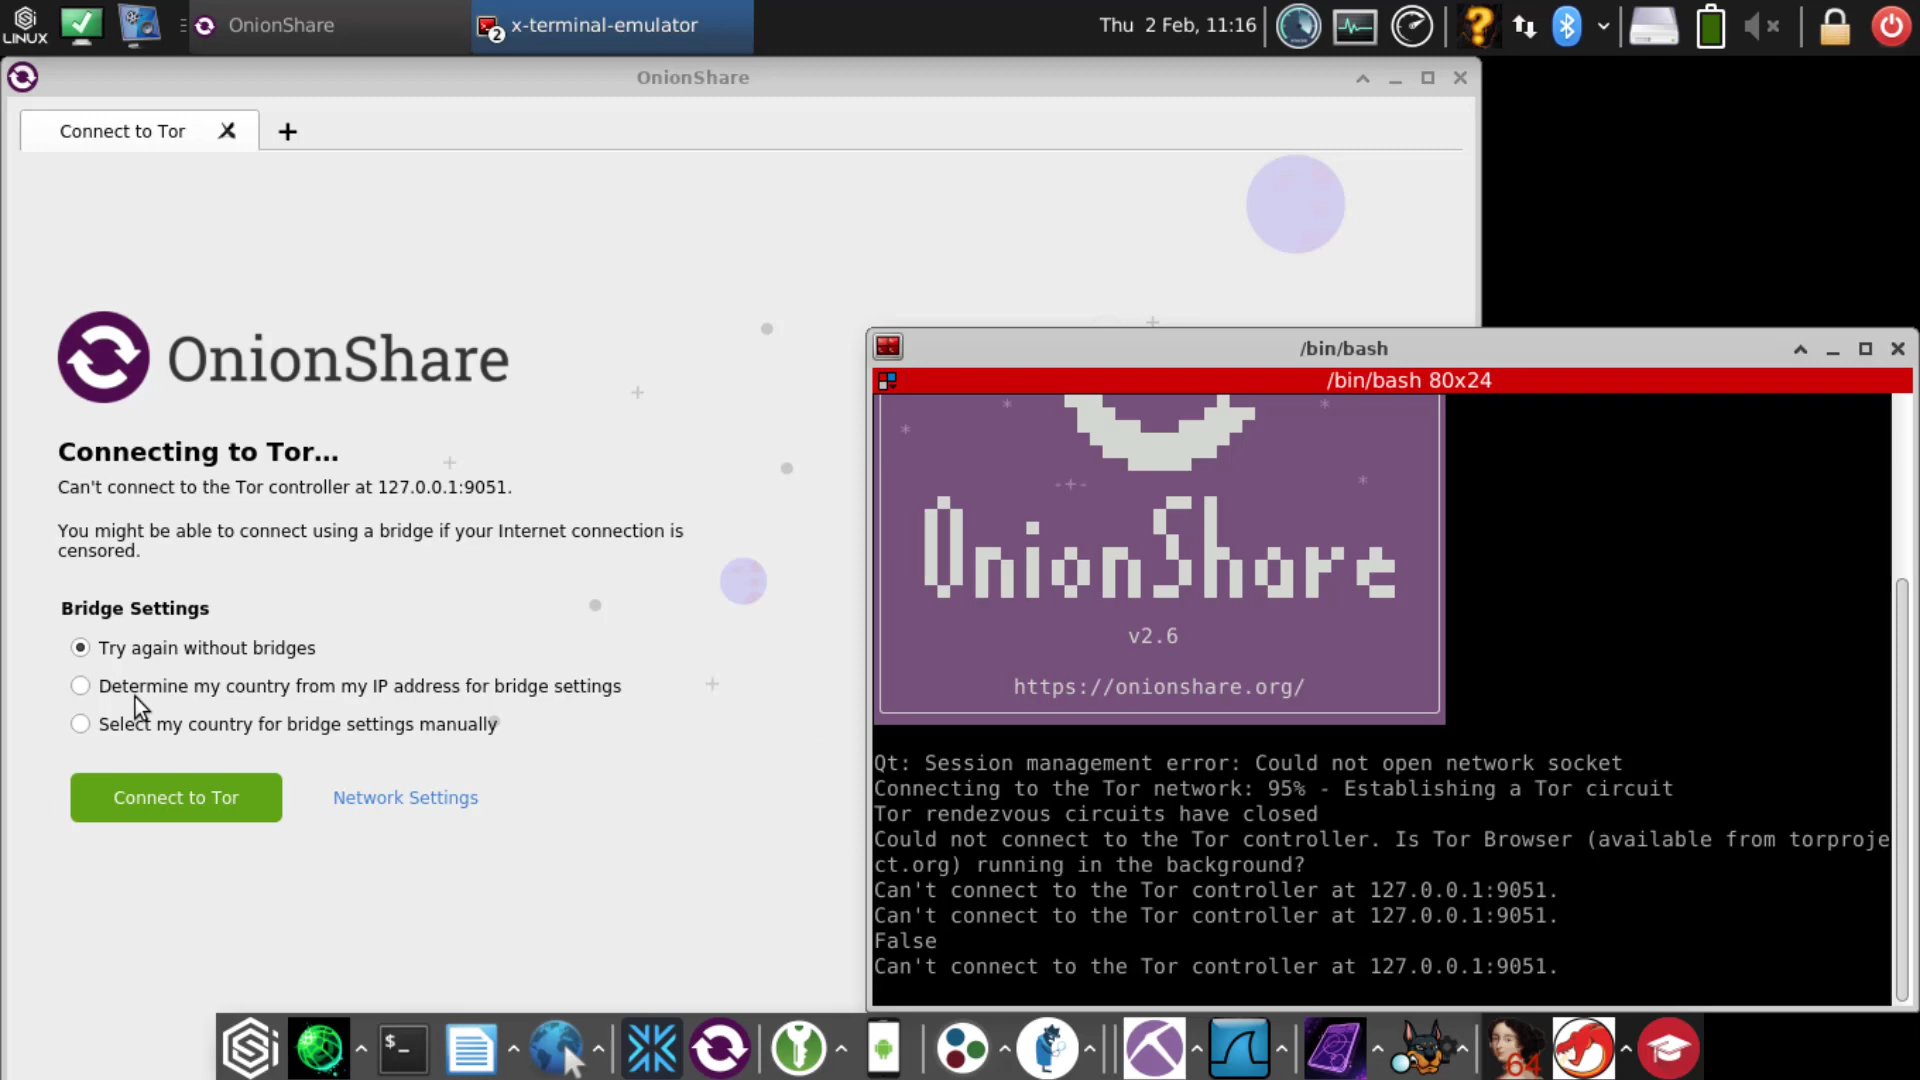 LINUX
OnionShare
2
x-terminal-emulator
Thu 2 Feb, 11:16
OnionShare
Connect to Tor
OnionShare
Connecting to Tor...
Can't connect to the Tor controller at 127.0.0.1:9051.
You might be able to connect using a bridge if your Internet connection is
censored.
Bridge Settings
Try again without bridges
Determine my country from my IP address for bridge settings
Select my country for bridge settings manually
Connect to Tor
Network Settings
/bin/bash
/bin/bash 80x24
OnionShare
v2.6
https://onionshare.org/
Qt: Session management error: Could not open network socket
Connecting to the Tor network: 95% - Establishing a Tor circuit
Tor rendezvous circuits have closed
Could not connect to the Tor controller. Is Tor Browser (available from torproje
ct.org) running in the background?
Can't connect to the Tor controller at 127.0.0.1:9051.
Can't connect to the Tor controller at 127.0.0.1:9051.
False
Can't connect to the Tor controller at 127.0.0.1:9051.
$_
64